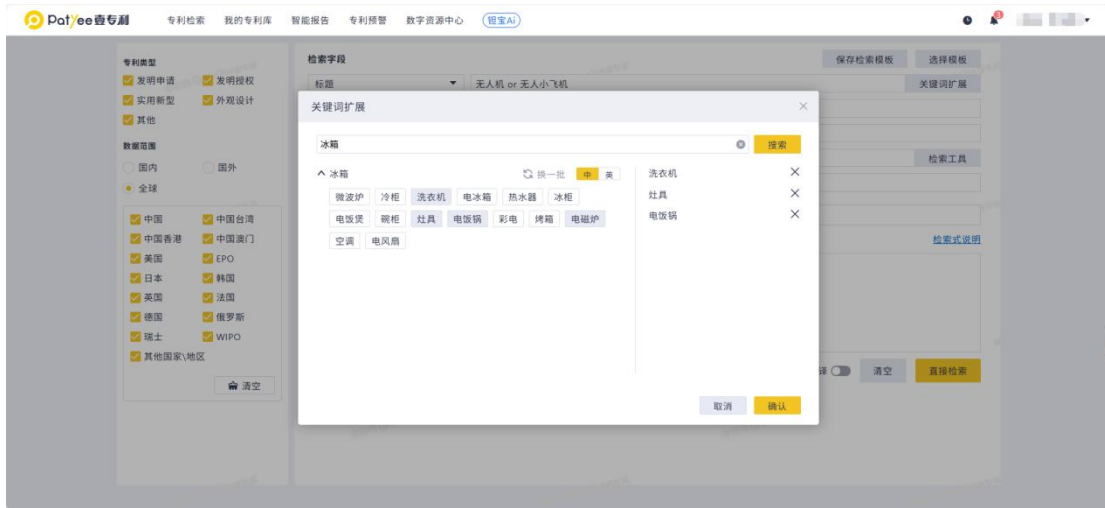 Patyee壹专利 专利检索 我的专利库 智能报告 专利预警 数字资源中心 钽宝Ai 3
专利类型
发明申请 发明授权
实用新型 外观设计
其他
数据范围
国内 国外
全球
中国 中国台湾
中国香港 中国澳门
美国 EPO
日本 韩国
英国 法国
德国 俄罗斯
瑞士 WIPO
其他国家\地区
清空
检索字段 保存检索模板 选择模板
标题 无人机 or 无人小飞机 关键词扩展
检索工具
检索式说明
译 清空 直接检索
关键词扩展
冰箱 搜索
冰箱 换一批 中 英
微波炉 冷柜 洗衣机 电冰箱 热水器 冰柜
电饭煲 碗柜 灶具 电饭锅 彩电 烤箱 电磁炉
空调 电风扇
洗衣机
灶具
电饭锅
取消 确认